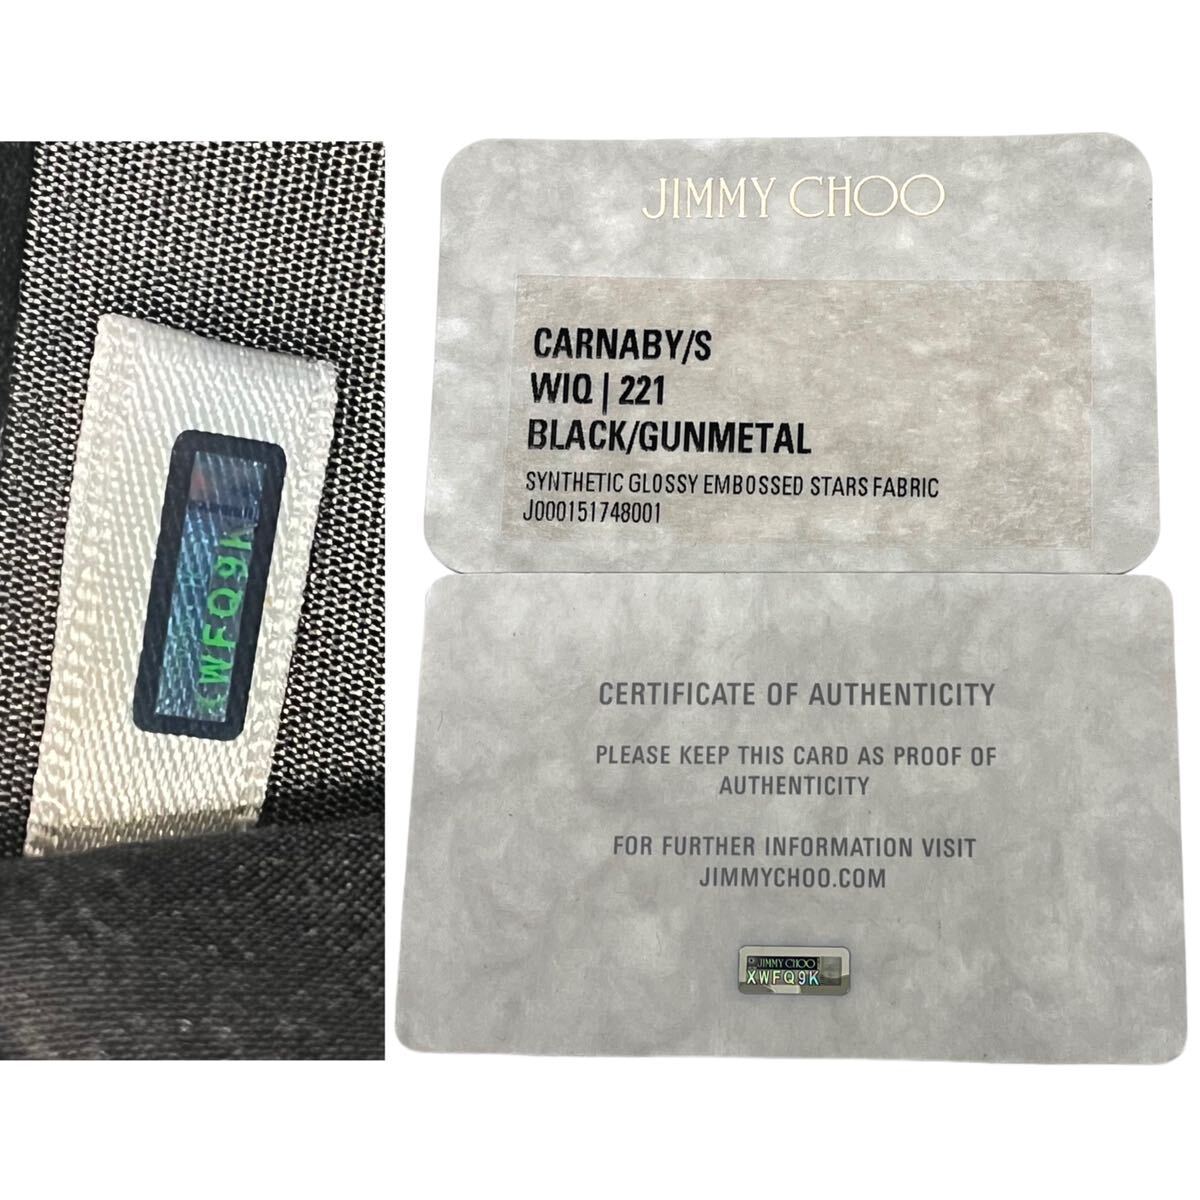 XWFQ9K
JIMMY CHOO
CARNABY/S
WIQ | 221
BLACK/GUNMETAL
SYNTHETIC GLOSSY EMBOSSED STARS FABRIC
J000151748001
CERTIFICATE OF AUTHENTICITY
PLEASE KEEP THIS CARD AS PROOF OF
AUTHENTICITY
FOR FURTHER INFORMATION VISIT
JIMMYCHOO.COM
JIMMY CHOO
XWFQ9K